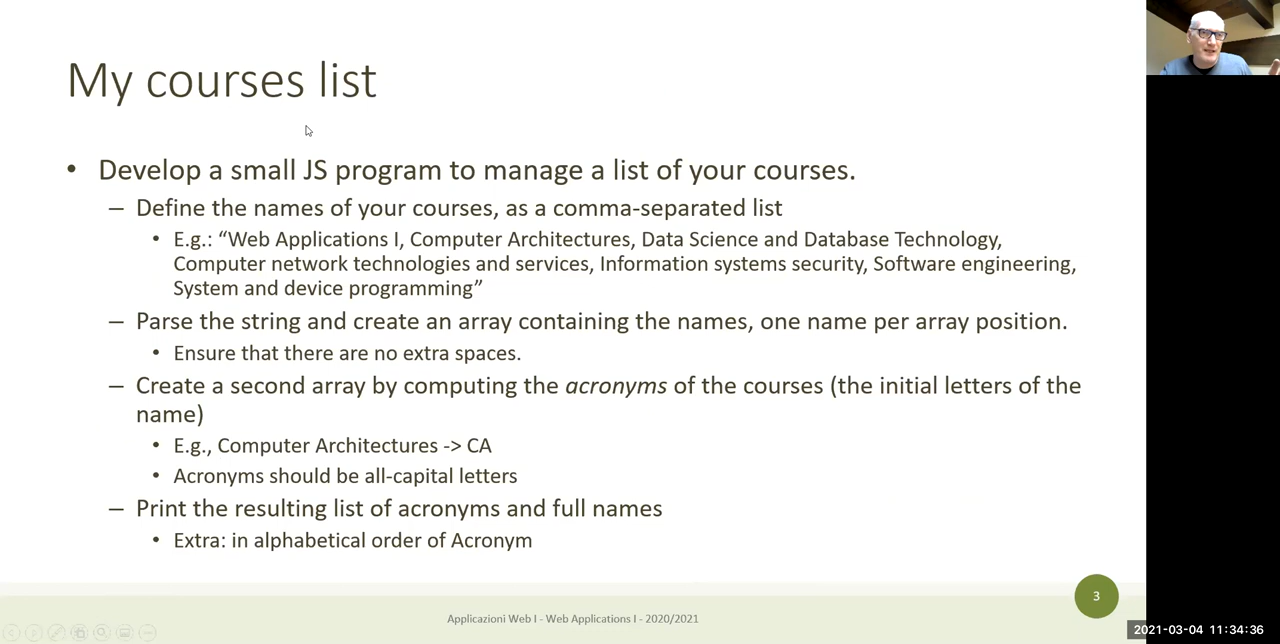 My courses list
• Develop a small JS program to manage a list of your courses.
– Define the names of your courses, as a comma-separated list
• E.g.: “Web Applications I, Computer Architectures, Data Science and Database Technology,
Computer network technologies and services, Information systems security, Software engineering,
System and device programming”
– Parse the string and create an array containing the names, one name per array position.
• Ensure that there are no extra spaces.
– Create a second array by computing the acronyms of the courses (the initial letters of the
name)
• E.g., Computer Architectures -> CA
• Acronyms should be all-capital letters
– Print the resulting list of acronyms and full names
• Extra: in alphabetical order of Acronym
3
Applicazioni Web I - Web Applications I - 2020/2021
2021-03-04 11:34:36